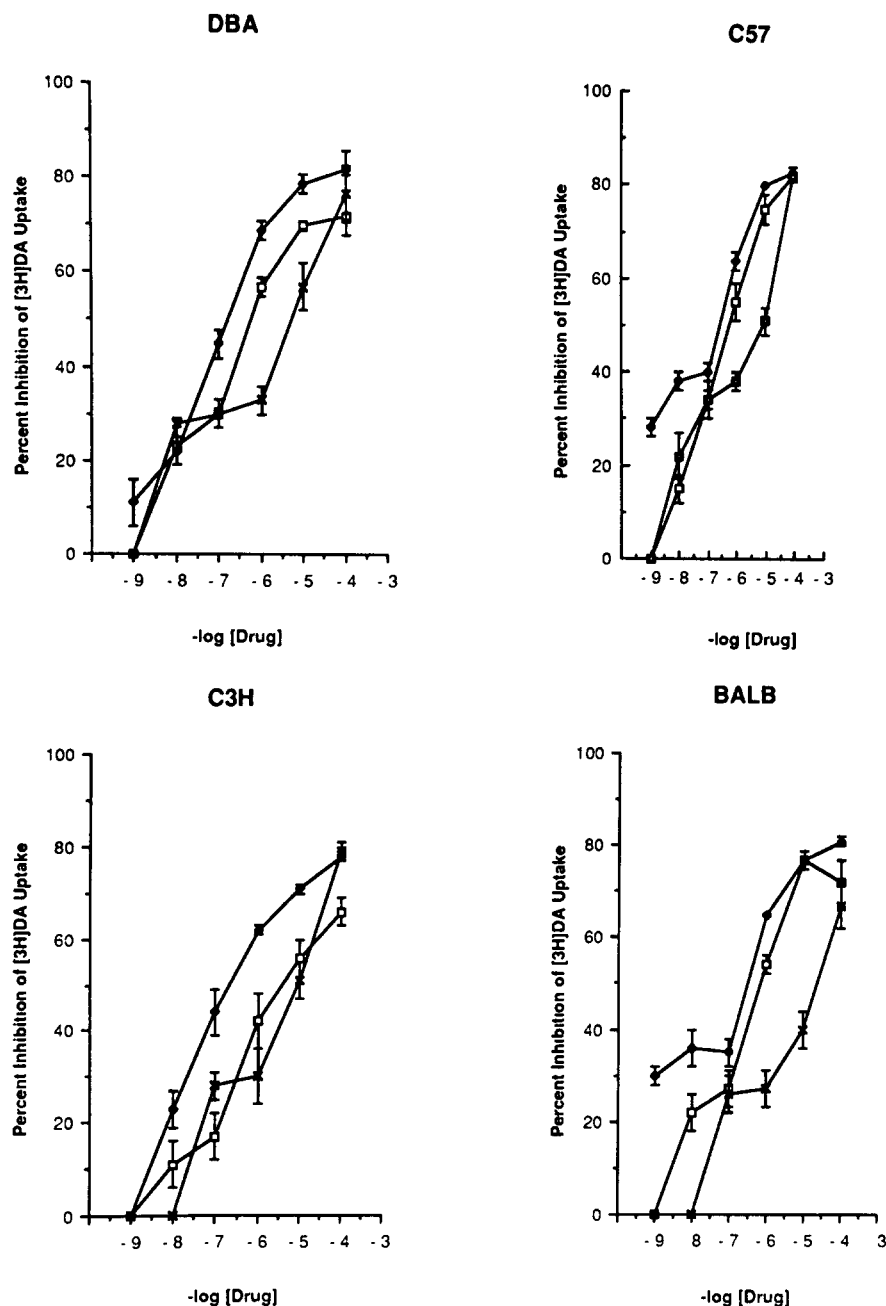 DBA
Percent Inhibition of [3H]DA Uptake
100
80
60
40
20
0
- 9 - 8 - 7 - 6 - 5 - 4 - 3
-log [Drug]
C57
Percent Inhibition of [3H]DA Uptake
100
80
60
40
20
0
- 9 - 8 - 7 - 6 - 5 - 4 - 3
-log [Drug]
C3H
Percent Inhibition of [3H]DA Uptake
100
80
60
40
20
0
- 9 - 8 - 7 - 6 - 5 - 4 - 3
-log [Drug]
BALB
Percent Inhibition of [3H]DA Uptake
100
80
60
40
20
0
- 9 8 - 7 - 6 - 5 - 4 3
-log [Drug]